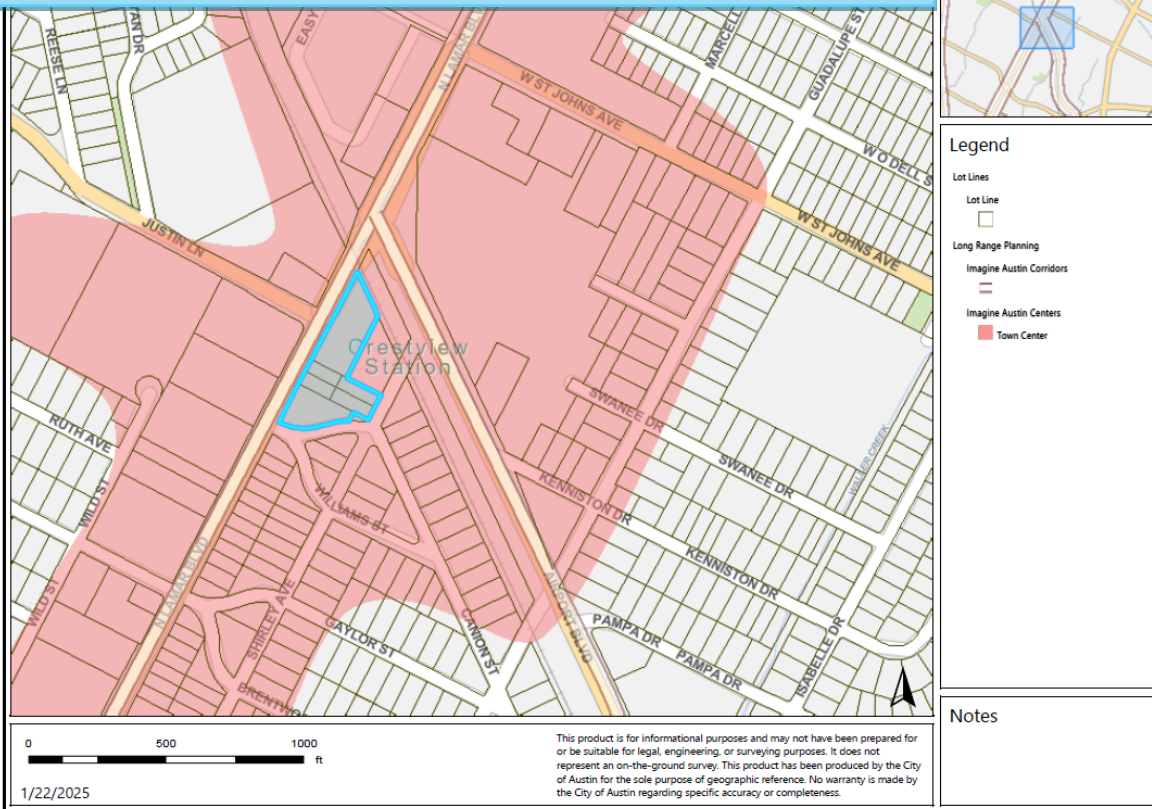 REESE LN
AN DR
EASY
N LAMAR BLV
MARCELL
GUADALUPE ST
W ST JOHNS AVE
W O DELL S
W ST JOHNS AVE
JUSTIN LN
Crestview
Station
SWANEE DR
RUTH AVE
SWANEE DR
WALLER CREEK
KENNISTON DR
WILLIAMS ST
WILD ST
KENNISTON DR
N LAMAR BLVD
AIRPORT BLVD
WILD ST
SHIRLEY AVE
CANION ST
GAYLOR ST
PAMPA DR
PAMPA DR
ISABELLE DR
BRENTWO
Legend
Lot Lines
Lot Line
Long Range Planning
Imagine Austin Corridors
Imagine Austin Centers
Town Center
Notes
0 500 1000
ft
1/22/2025
This product is for informational purposes and may not have been prepared for
or be suitable for legal, engineering, or surveying purposes. It does not
represent an on-the-ground survey. This product has been produced by the City
of Austin for the sole purpose of geographic reference. No warranty is made by
the City of Austin regarding specific accuracy or completeness.